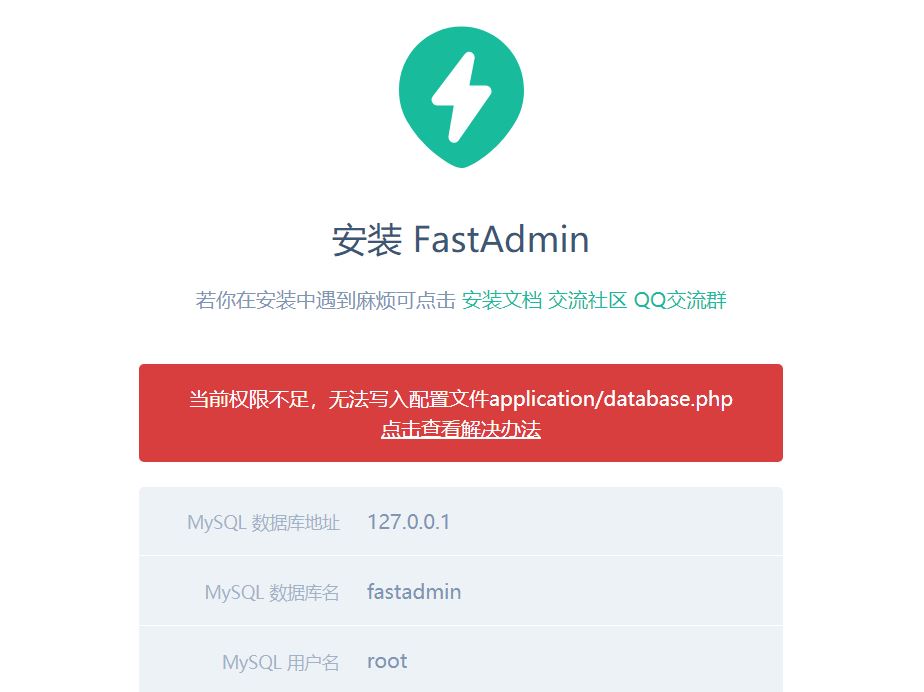 安装 FastAdmin
若你在安装中遇到麻烦可点击 安装文档 交流社区 QQ交流群
当前权限不足，无法写入配置文件application/database.php
点击查看解决办法
MySQL 数据库地址 127.0.0.1
MySQL 数据库名 fastadmin
MySQL 用户名 root